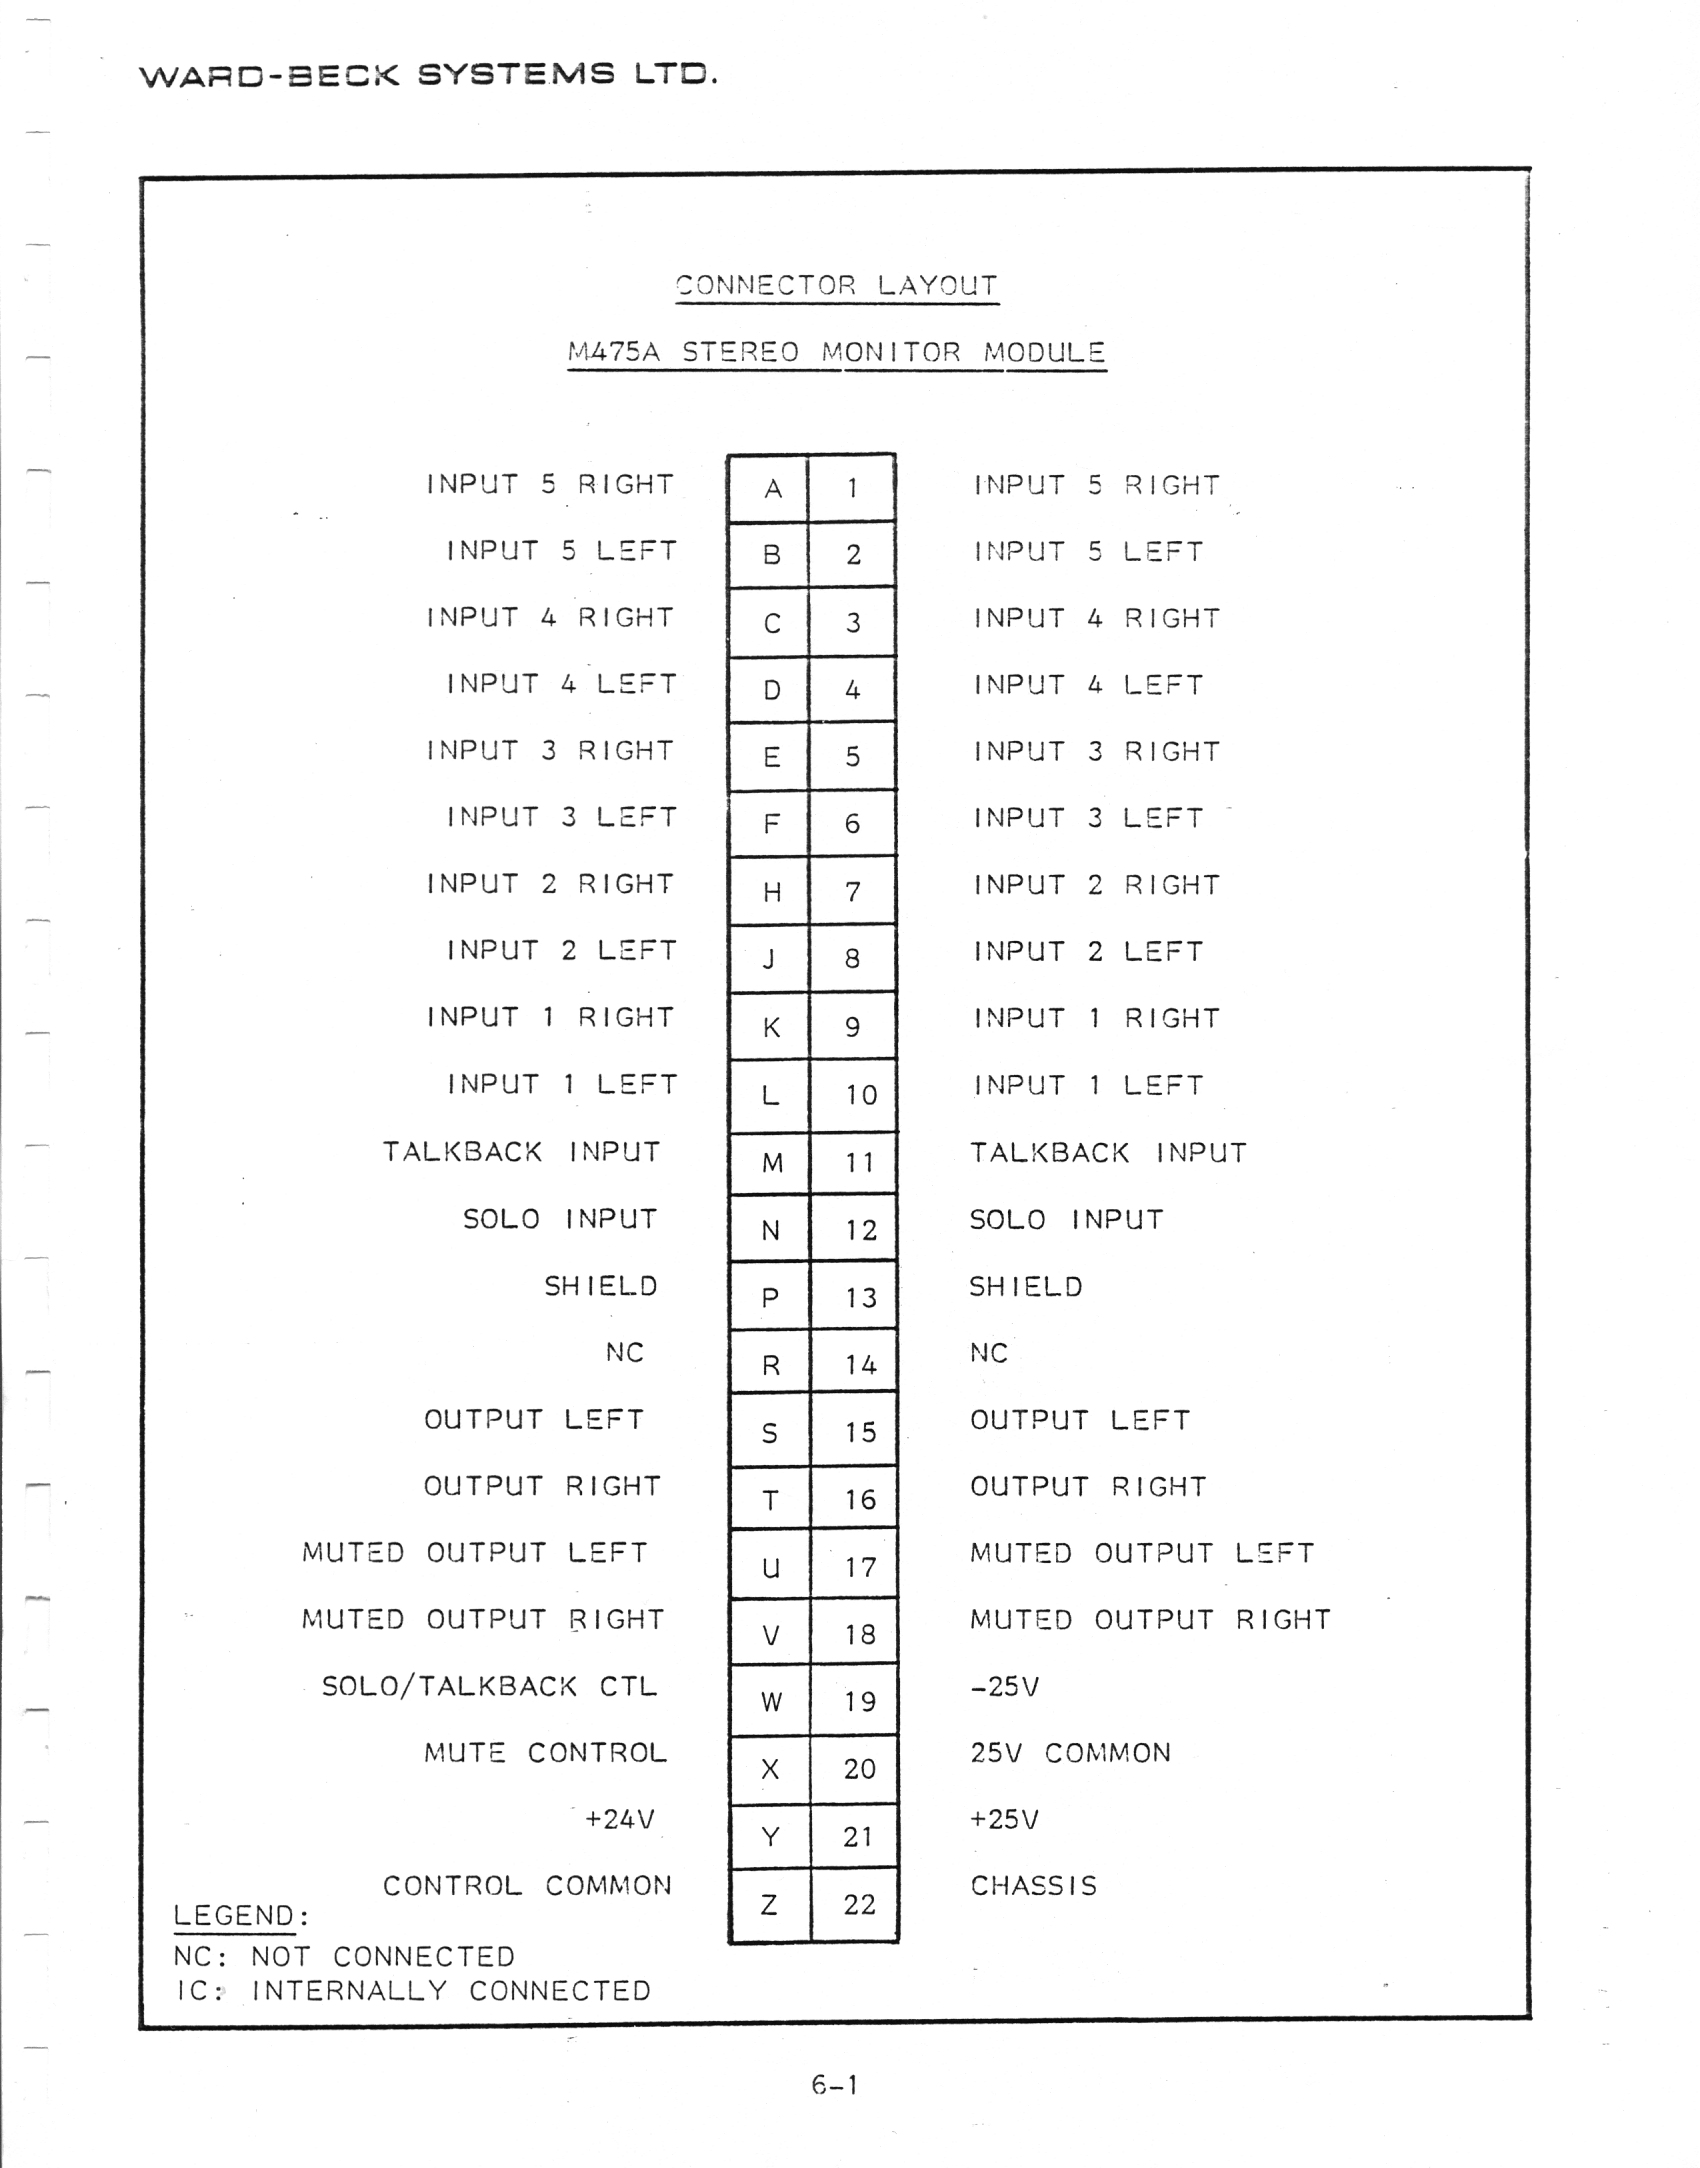 WARD-BECK SYSTEMS LTD.
CONNECTOR LAYOUT
M475A STEREO MONITOR MODULE
INPUT 5 RIGHT A 1 INPUT 5 RIGHT
INPUT 5 LEFT B 2 INPUT 5 LEFT
INPUT 4 RIGHT C 3 INPUT 4 RIGHT
INPUT 4 LEFT D 4 INPUT 4 LEFT
INPUT 3 RIGHT E 5 INPUT 3 RIGHT
INPUT 3 LEFT F 6 INPUT 3 LEFT
INPUT 2 RIGHT H 7 INPUT 2 RIGHT
INPUT 2 LEFT J 8 INPUT 2 LEFT
INPUT 1 RIGHT K 9 INPUT 1 RIGHT
INPUT 1 LEFT L 10 INPUT 1 LEFT
TALKBACK INPUT M 11 TALKBACK INPUT
SOLO INPUT N 12 SOLO INPUT
SHIELD P 13 SHIELD
NC R 14 NC
OUTPUT LEFT S 15 OUTPUT LEFT
OUTPUT RIGHT T 16 OUTPUT RIGHT
MUTED OUTPUT LEFT U 17 MUTED OUTPUT LEFT
MUTED OUTPUT RIGHT V 18 MUTED OUTPUT RIGHT
SOLO/TALKBACK CTL W 19 -25V
MUTE CONTROL X 20 25V COMMON
+24V Y 21 +25V
CONTROL COMMON Z 22 CHASSIS
LEGEND:
NC: NOT CONNECTED
IC: INTERNALLY CONNECTED
6-1